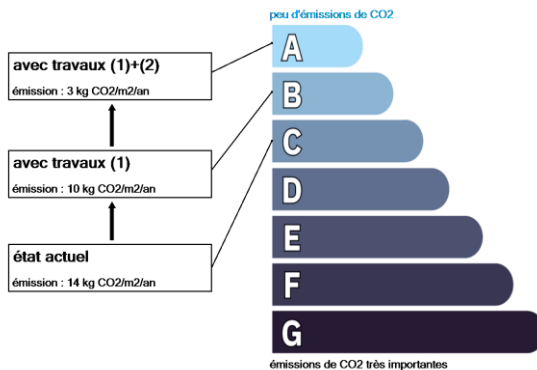 peu d'émissions de CO2
avec travaux (1)+(2)
émission : 3 kg CO2/m2/an
avec travaux (1)
émission : 10 kg CO2/m2/an
état actuel
émission : 14 kg CO2/m2/an
A
B
C
D
E
F
G
émissions de CO2 très importantes